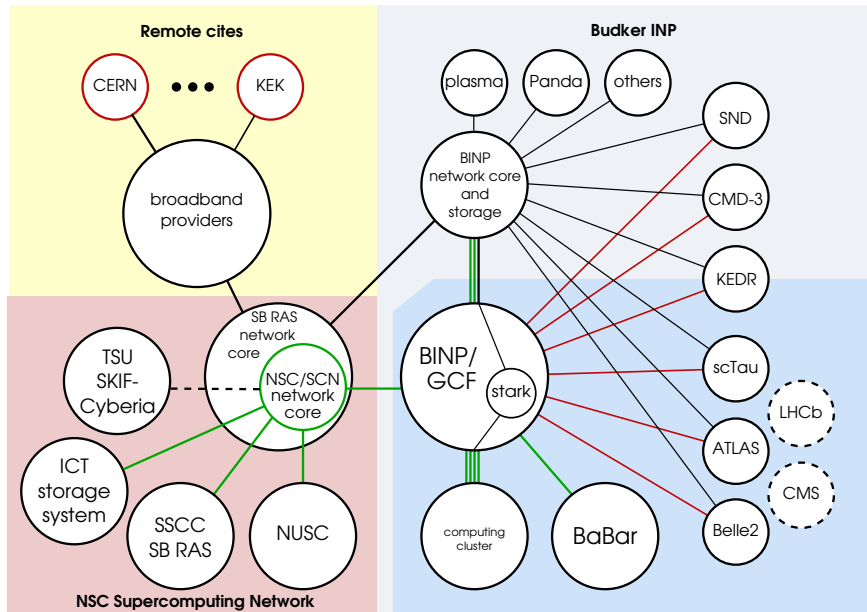 Remote cites
Budker INP
CERN
KEK
plasma
Panda
others
SND
broadband
providers
BINP
network core
and
storage
CMD-3
KEDR
SB RAS
network
core
TSU
SKIF-
Cyberia
NSC/SCN
network
core
BINP/
GCF
stark
scTau
LHCb
ATLAS
ICT
storage
system
SSCC
SB RAS
NUSC
computing
cluster
BaBar
CMS
Belle2
NSC Supercomputing Network